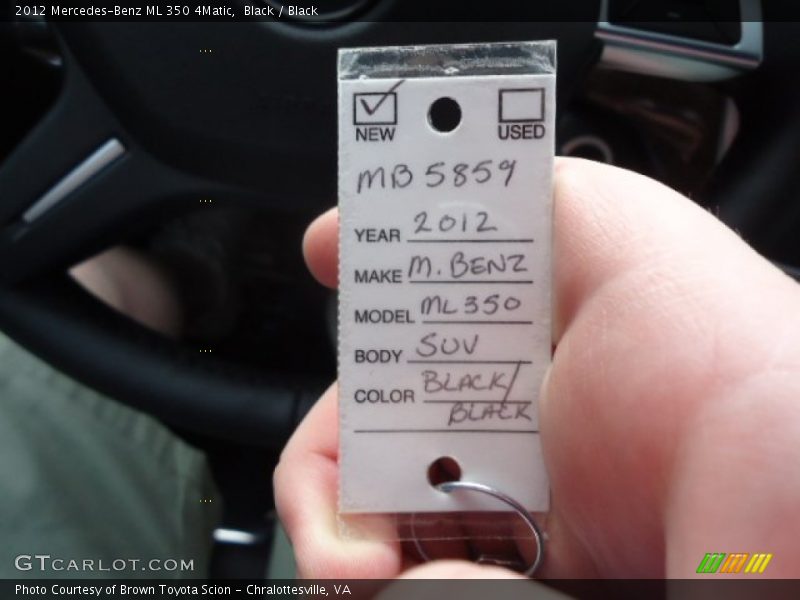 2012 Mercedes-Benz ML 350 4Matic,  Black / Black
NEW
USED
MB 5859
YEAR 2012
MAKE M. BENZ
MODEL ML350
BODY SUV
COLOR BLACK/
BLACK
GTCARLOT.COM
Photo Courtesy of Brown Toyota Scion - Chralottesville, VA